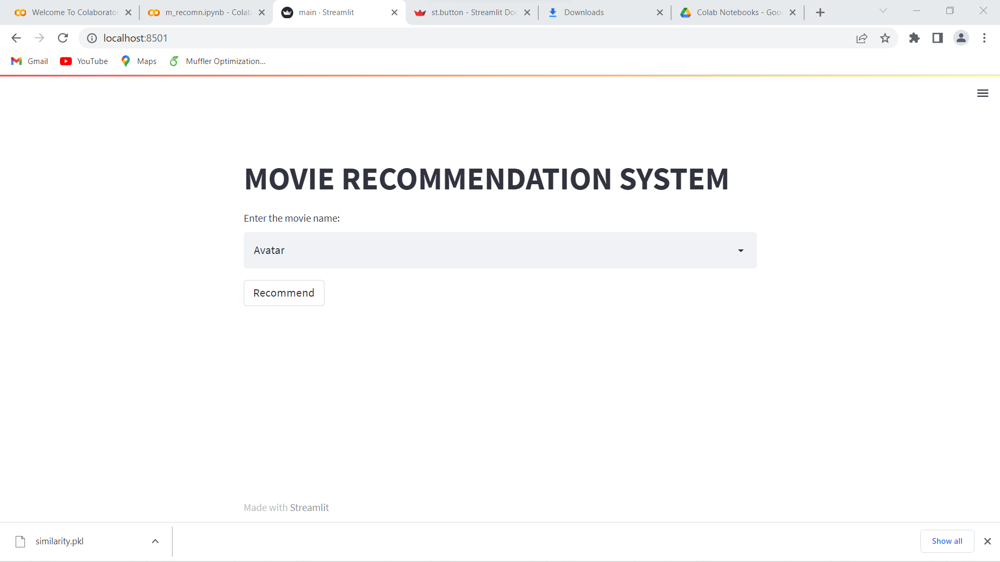 Welcome To Colaborator
m_recomn.ipynb - Colab
main · Streamlit
st.button - Streamlit Doc
Downloads
Colab Notebooks - Goo
localhost:8501
Gmail
YouTube
Maps
Muffler Optimization...
MOVIE RECOMMENDATION SYSTEM
Enter the movie name:
Avatar
Recommend
Made with Streamlit
similarity.pkl
Show all